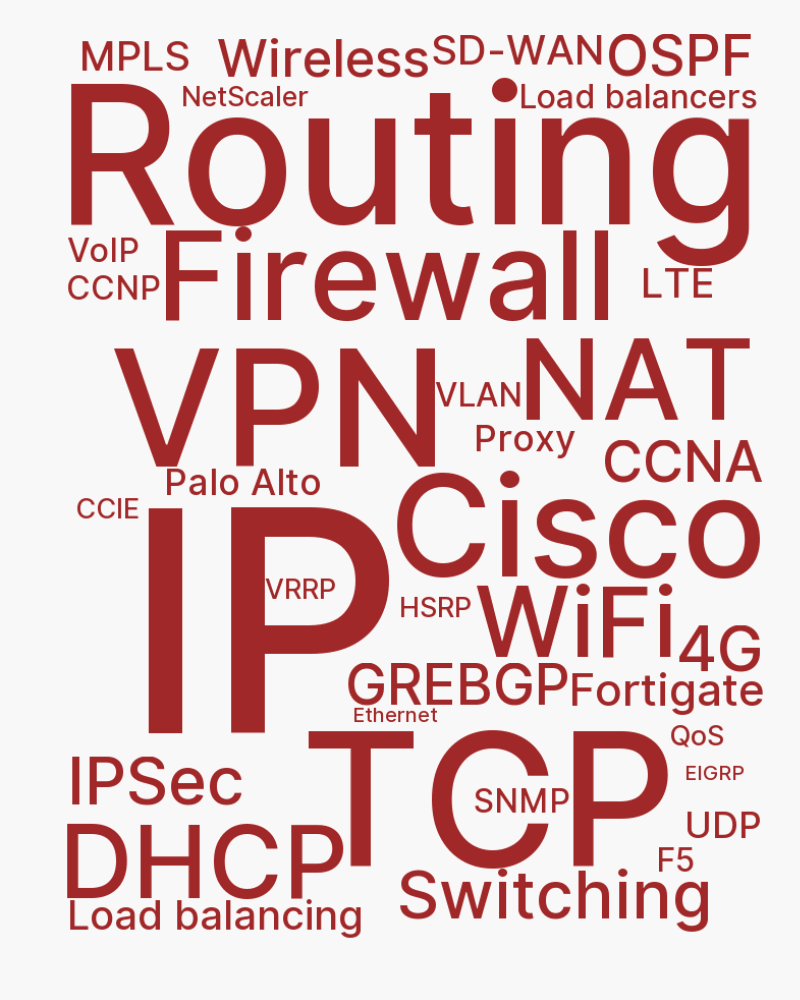 MPLS
Wireless
SD-WAN
OSPF
NetScaler
Load balancers
Routing
VoIP
CCNP
Firewall
LTE
VPN
VLAN
NAT
Proxy
CCNA
Palo Alto
CCIE
Cisco
IP
VRRP
HSRP
WiFi
4G
GRE
BGP
Fortigate
Ethernet
QoS
IPSec
TCP
SNMP
EIGRP
UDP
DHCP
F5
Switching
Load balancing